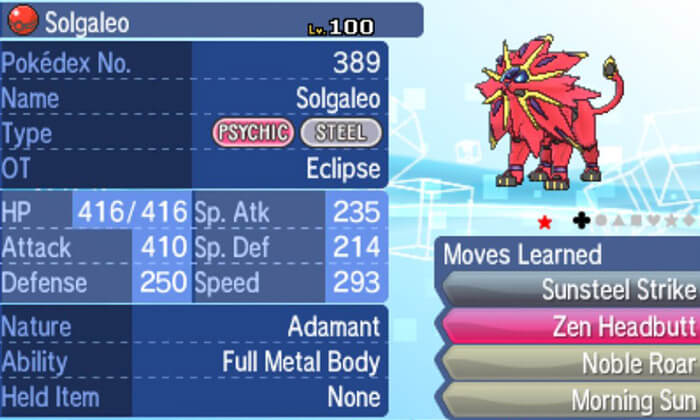 Solgaleo Lv.100
Pokédex No. 389
Name Solgaleo
Type PSYCHIC STEEL
OT Eclipse
HP 416/416 Sp. Atk 235
Attack 410 Sp. Def 214
Defense 250 Speed 293
Moves Learned
Sunsteel Strike
Nature Adamant
Zen Headbutt
Ability Full Metal Body
Noble Roar
Held Item None
Morning Sun